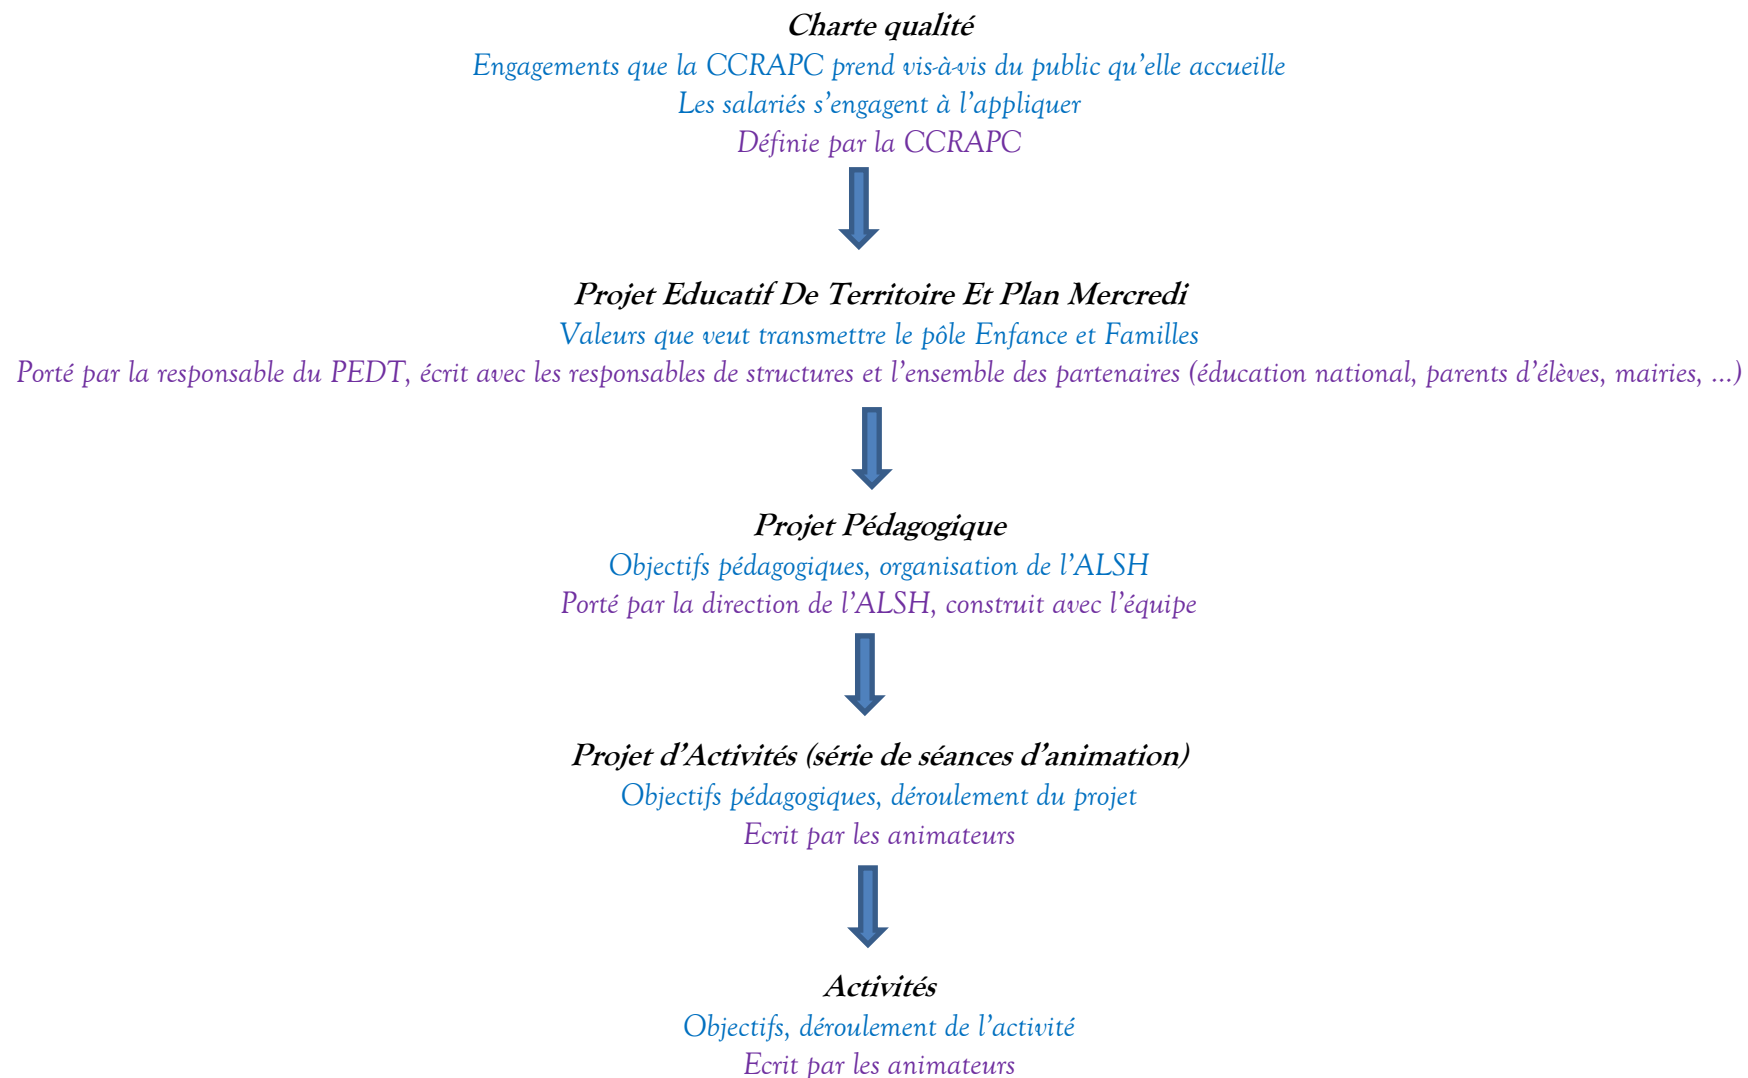 Charte qualité
Engagements que la CCRAPC prend vis-à-vis du public qu’elle accueille
Les salariés s’engagent à l’appliquer
Définie par la CCRAPC
Projet Educatif De Territoire Et Plan Mercredi
Valeurs que veut transmettre le pôle Enfance et Familles
Porté par la responsable du PEDT, écrit avec les responsables de structures et l’ensemble des partenaires (éducation national, parents d’élèves, mairies, …)
Projet Pédagogique
Objectifs pédagogiques, organisation de l’ALSH
Porté par la direction de l’ALSH, construit avec l’équipe
Projet d’Activités (série de séances d’animation)
Objectifs pédagogiques, déroulement du projet
Ecrit par les animateurs
Activités
Objectifs, déroulement de l’activité
Ecrit par les animateurs